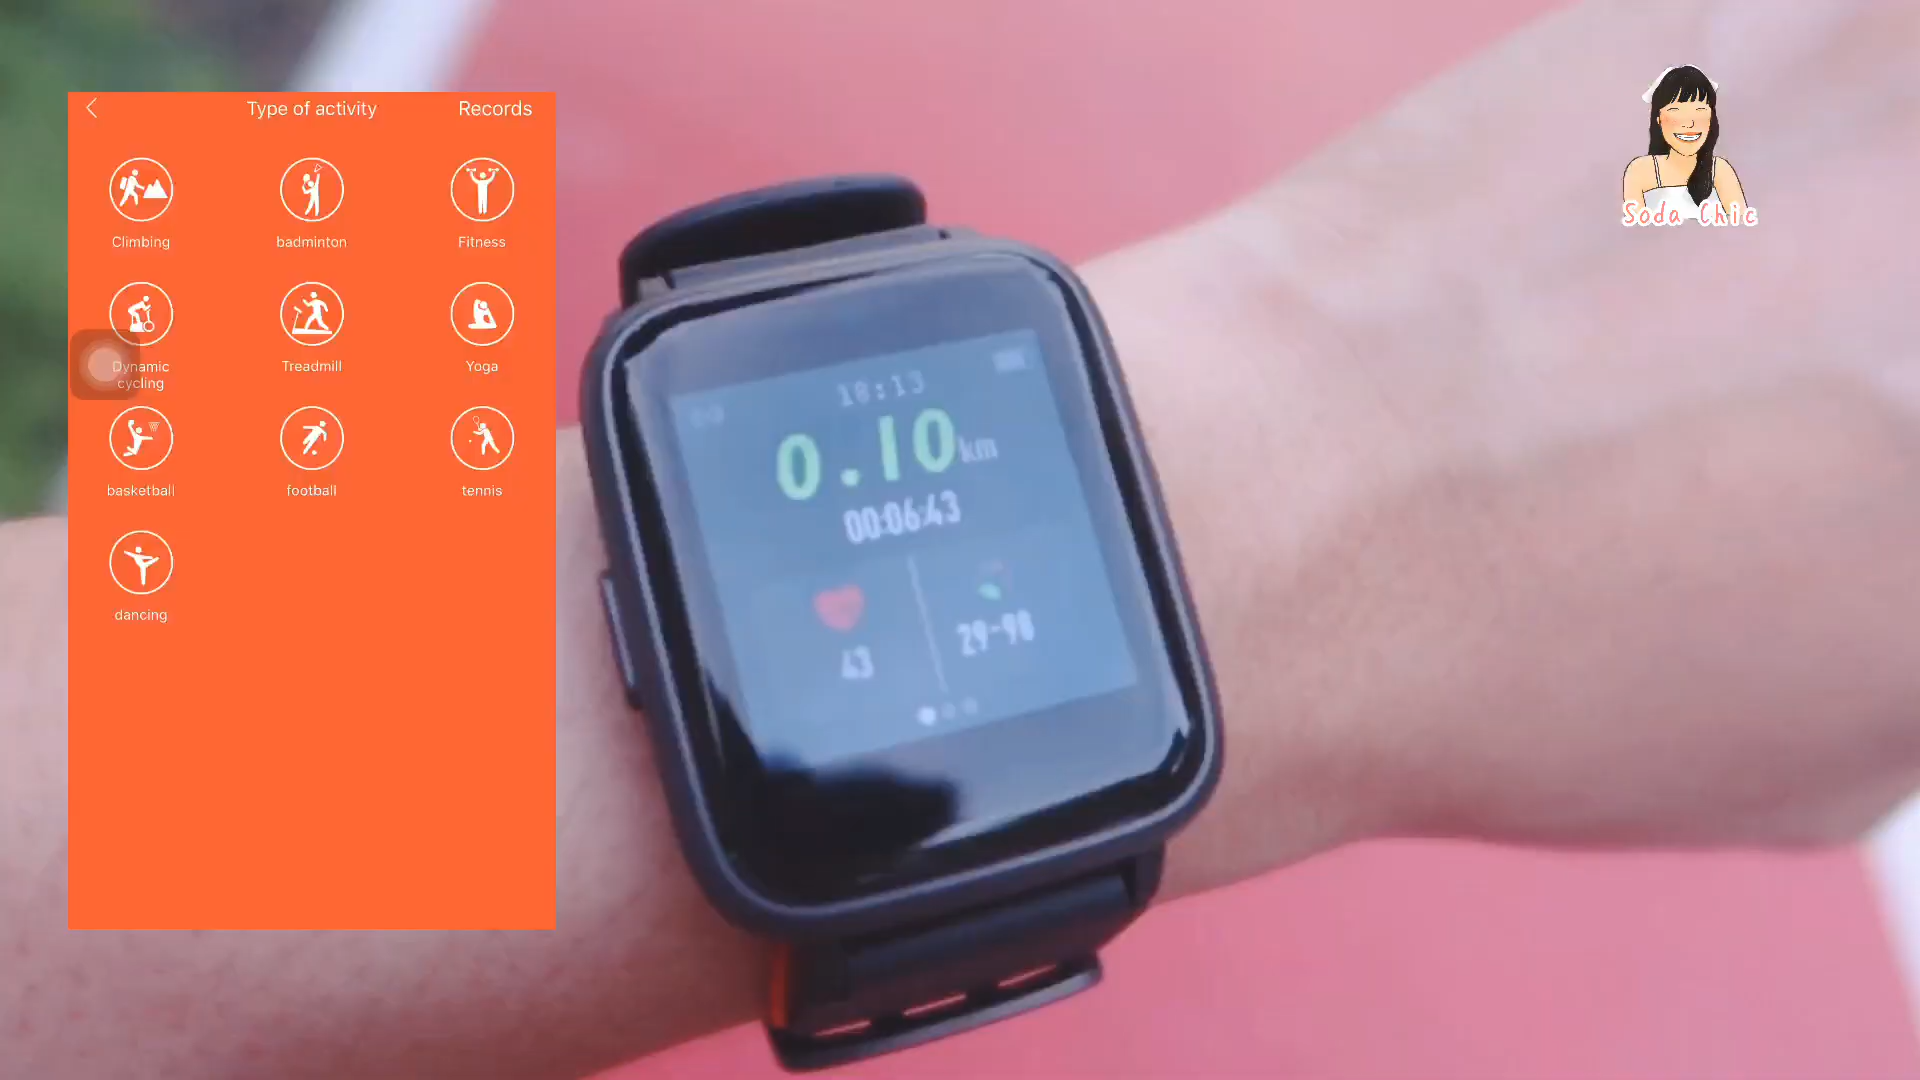 Type of activity
Records
Climbing
badminton
Fitness
Dynamic
cycling
Treadmill
Yoga
basketball
football
tennis
dancing
18:13
0.10km
00:06:43
43
29-98
Soda Chic